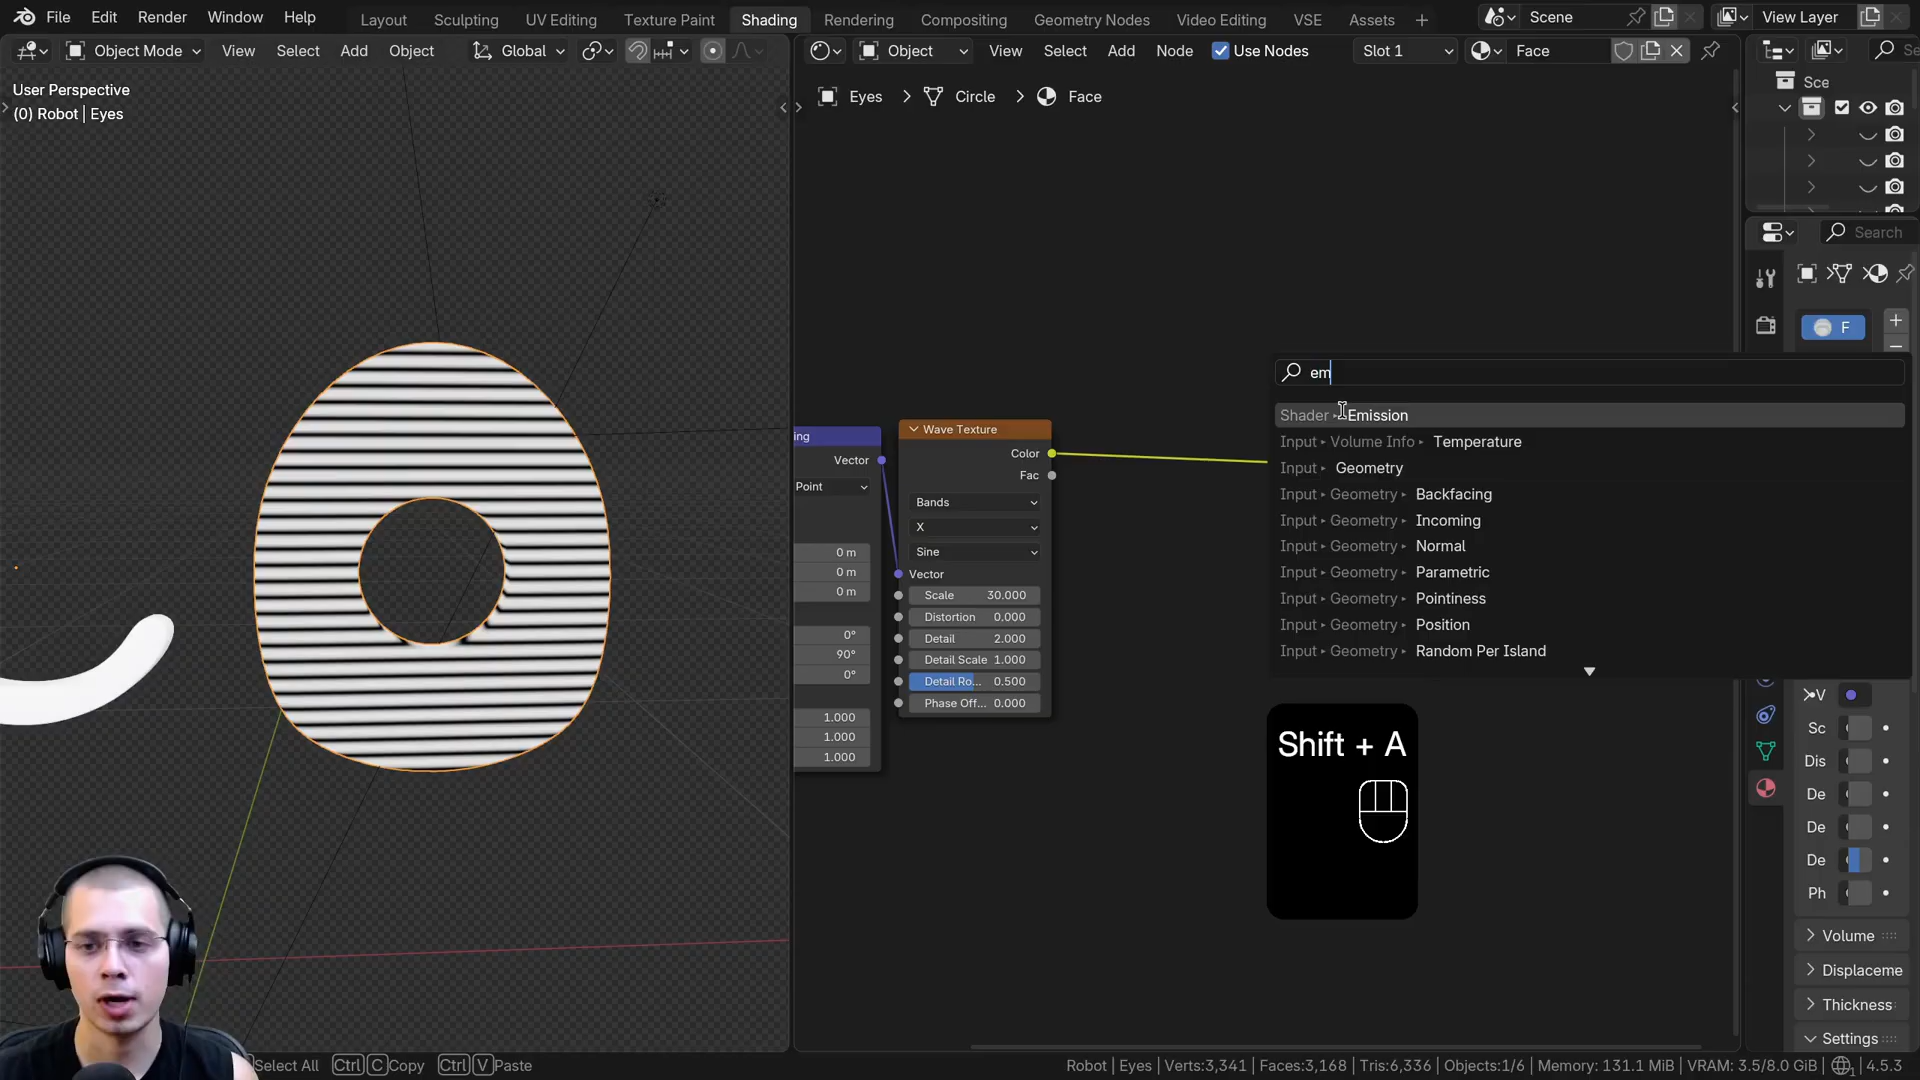 File Edit Render Window Help Layout Sculpting UV Editing Texture Paint Shading Rendering Compositing Geometry Nodes Video Editing VSE Assets Scene View Layer
Object Mode View Select Add Object Global Object View Select Add Node Use Nodes Slot 1 Face
User Perspective
(0) Robot | Eyes
Eyes Circle Face
Sce
Search
F
em
Shader Emission
Input Volume Info Temperature
Input Geometry
Input Geometry Backfacing
Input Geometry Incoming
Input Geometry Normal
Input Geometry Parametric
Input Geometry Pointiness
Input Geometry Position
Input Geometry Random Per Island
ing
Vector
Point
0 m
0 m
0 m
0°
90°
0°
1.000
1.000
1.000
Wave Texture
Color
Fac
Bands
X
Sine
Vector
Scale 30.000
Distortion 0.000
Detail 2.000
Detail Scale 1.000
Detail Ro... 0.500
Phase Off... 0.000
Shift + A
V
Sc
Dis
De
De
De
Ph
Volume
Displaceme
Thickness
Settings
Select All Ctrl C Copy Ctrl V Paste
Robot | Eyes | Verts:3,341 | Faces:3,168 | Tris:6,336 | Objects:1/6 | Memory: 131.1 MiB | VRAM: 3.5/8.0 GiB | 4.5.3